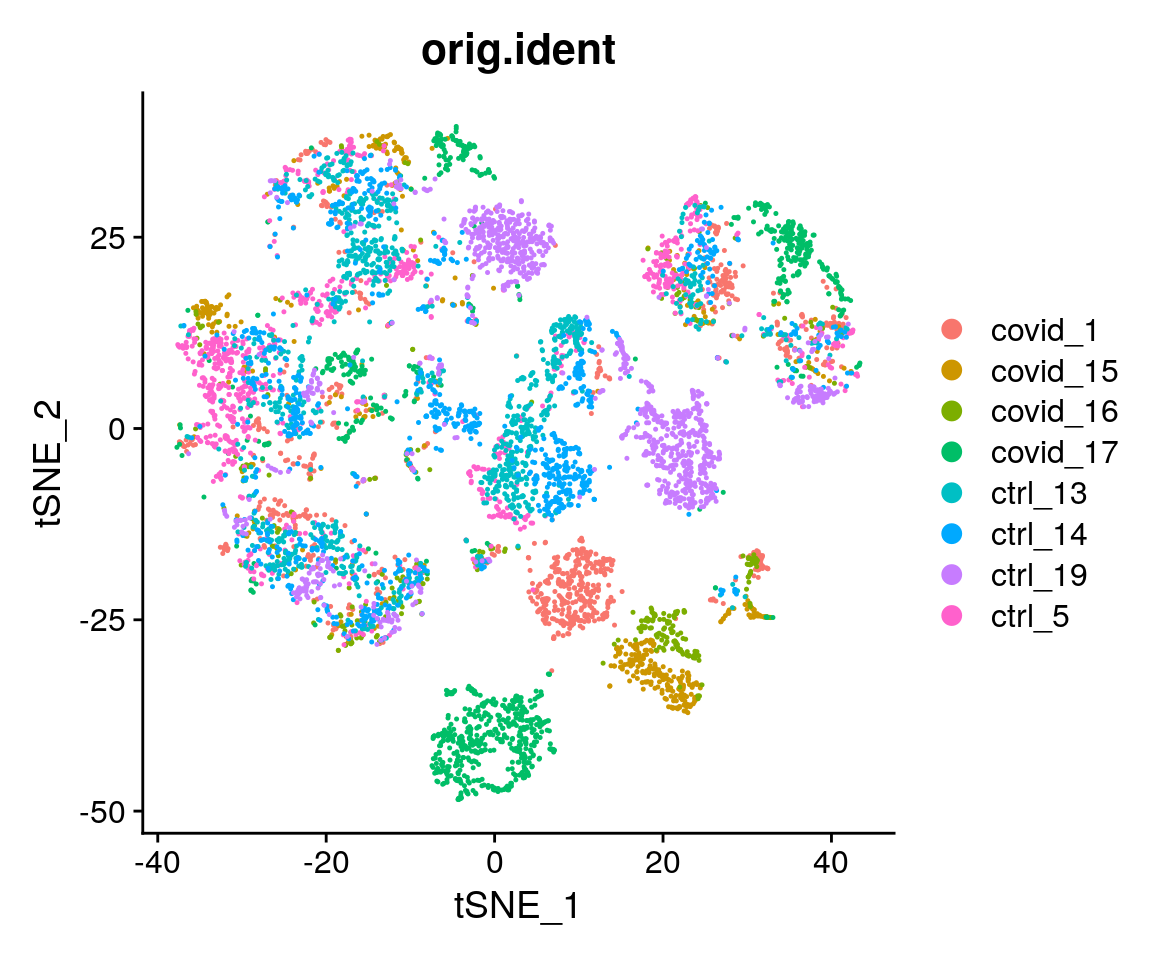 orig.ident
25
0
-25
-50
tSNE_2
-40 -20 0 20 40
tSNE_1
covid_1
covid_15
covid_16
covid_17
ctrl_13
ctrl_14
ctrl_19
ctrl_5